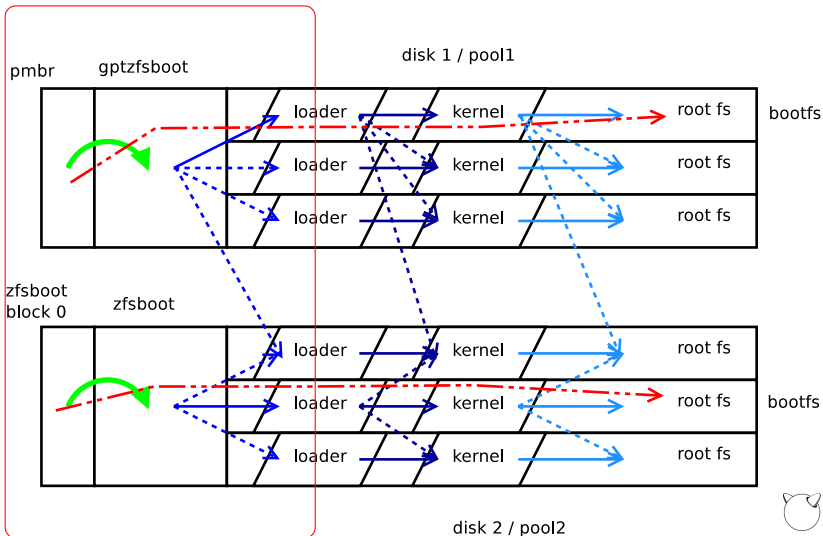 disk 1 / pool1
pmbr gptzfsboot
loader kernel root fs bootfs
loader kernel root fs
loader kernel root fs
zfsboot
block 0 zfsboot
loader kernel root fs
loader kernel root fs bootfs
loader kernel root fs
disk 2 / pool2